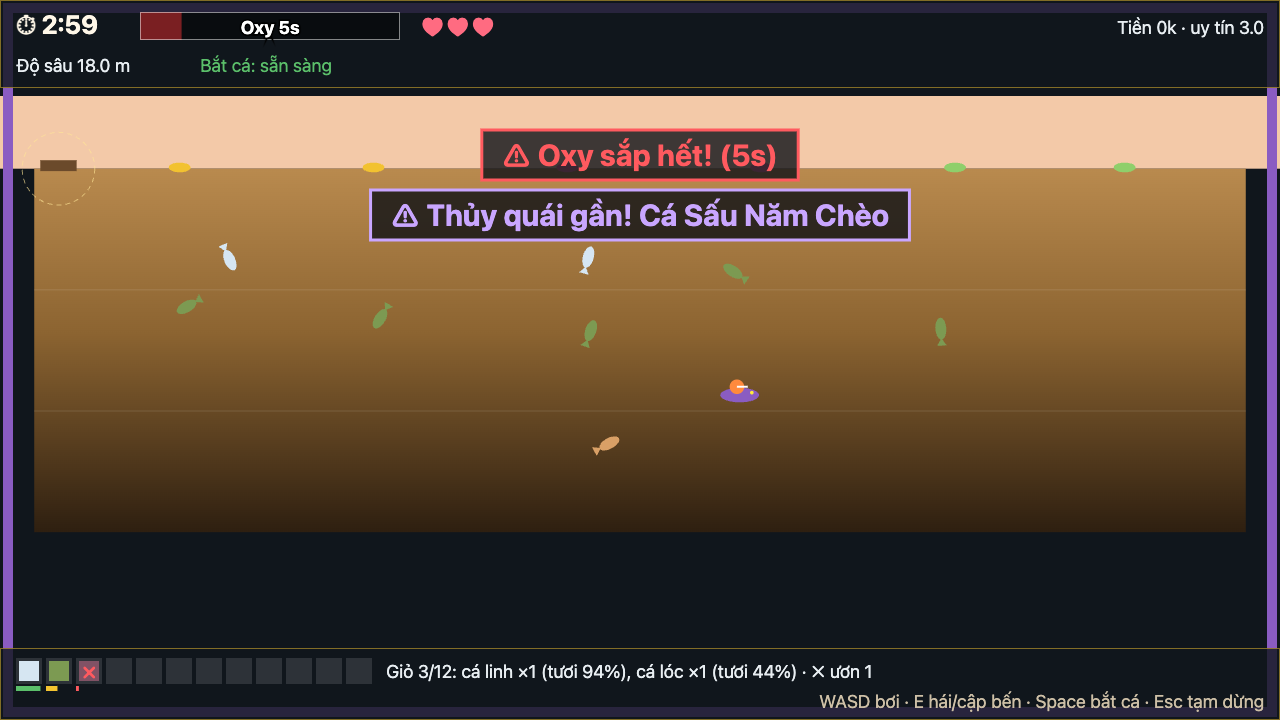 2:59
Oxy 5s
Tiền 0k · uy tín 3.0
Độ sâu 18.0 m
Bắt cá: sẵn sàng
Oxy sắp hết! (5s)
Thủy quái gần! Cá Sấu Năm Chèo
Giỏ 3/12: cá linh ×1 (tươi 94%), cá lóc ×1 (tươi 44%) · ✕ ươn 1
WASD bơi · E hái/cập bến · Space bắt cá · Esc tạm dừng